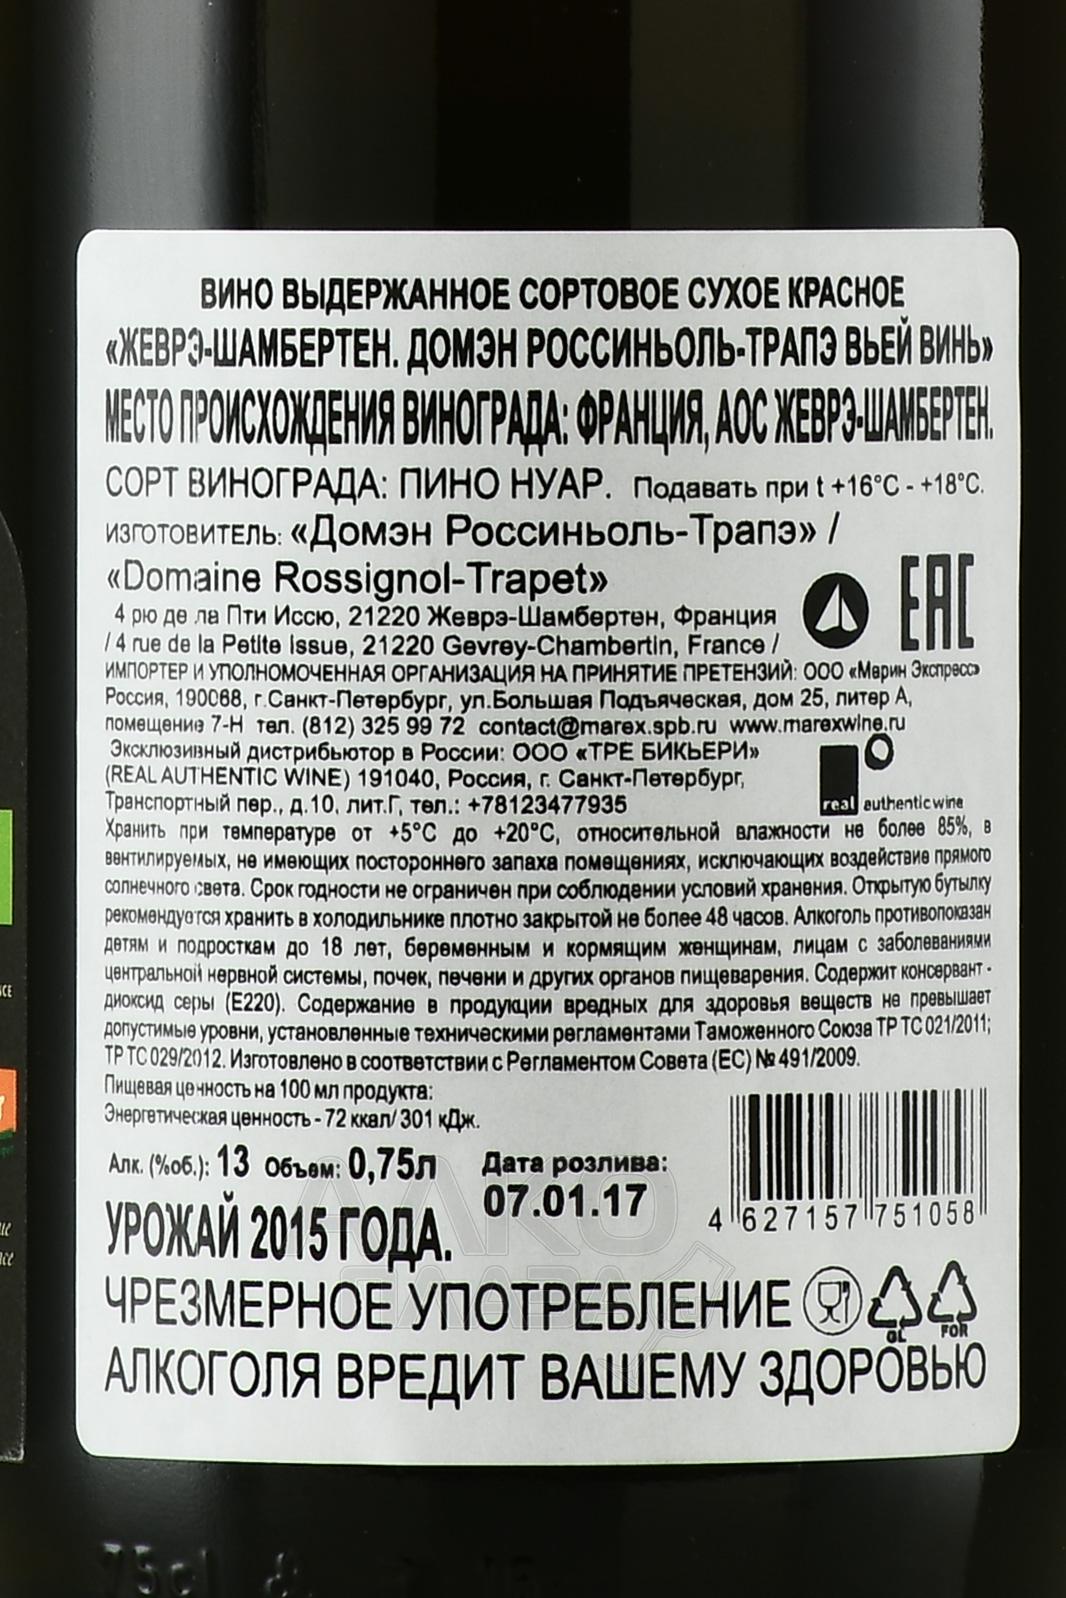 ВИНО ВЫДЕРЖАННОЕ СОРТОВОЕ СУХОЕ КРАСНОЕ
«ЖЕВРЭ-ШАМБЕРТЕН. ДОМЭН РОССИНЬОЛЬ-ТРАПЭ ВЬЕЙ ВИНЬ»
МЕСТО ПРОИСХОЖДЕНИЯ ВИНОГРАДА: ФРАНЦИЯ, АОС ЖЕВРЭ-ШАМБЕРТЕН.
СОРТ ВИНОГРАДА: ПИНО НУАР. Подавать при t +16°C - +18°C.
ИЗГОТОВИТЕЛЬ: «Домэн Россиньоль-Трапэ» /
«Domaine Rossignol-Trapet»
4 рю де ла Пти Иссю, 21220 Жеврэ-Шамбертен, Франция
/ 4 rue de la Petite Issue, 21220 Gevrey-Chambertin, France /
EAC
ИМПОРТЕР И УПОЛНОМОЧЕННАЯ ОРГАНИЗАЦИЯ НА ПРИНЯТИЕ ПРЕТЕНЗИЙ: ООО «Марин Экспресс»
Россия, 190068, г.Санкт-Петербург, ул.Большая Подъяческая, дом 25, литер А,
помещение 7-Н тел. (812) 325 99 72 contact@marex.spb.ru www.marexwine.ru
Эксклюзивный дистрибьютор в России: ООО «ТРЕ БИКЬЕРИ»
(REAL AUTHENTIC WINE) 191040, Россия, г. Санкт-Петербург,
Транспортный пер., д.10, лит.Г, тел.: +78123477935
real authentic wine
Хранить при температуре от +5°C до +20°C, относительной влажности не более 85%, в
вентилируемых, не имеющих постороннего запаха помещениях, исключающих воздействие прямого
солнечного света. Срок годности не ограничен при соблюдении условий хранения. Открытую бутылку
рекомендуется хранить в холодильнике плотно закрытой не более 48 часов. Алкоголь противопоказан
детям и подросткам до 18 лет, беременным и кормящим женщинам, лицам с заболеваниями
центральной нервной системы, почек, печени и других органов пищеварения. Содержит консервант -
диоксид серы (Е220). Содержание в продукции вредных для здоровья веществ не превышает
допустимые уровни, установленные техническими регламентами Таможенного Союза ТР ТС 021/2011;
ТР ТС 029/2012. Изготовлено в соответствии с Регламентом Совета (ЕС) № 491/2009.
Пищевая ценность на 100 мл продукта:
Энергетическая ценность - 72 ккал/ 301 кДж.
Алк. (%об.): 13 Объем: 0,75л
Дата розлива:
07.01.17
4 627157 751058
УРОЖАЙ 2015 ГОДА.
ЧРЕЗМЕРНОЕ УПОТРЕБЛЕНИЕ
GL FOR
АЛКОГОЛЯ ВРЕДИТ ВАШЕМУ ЗДОРОВЬЮ
75cl